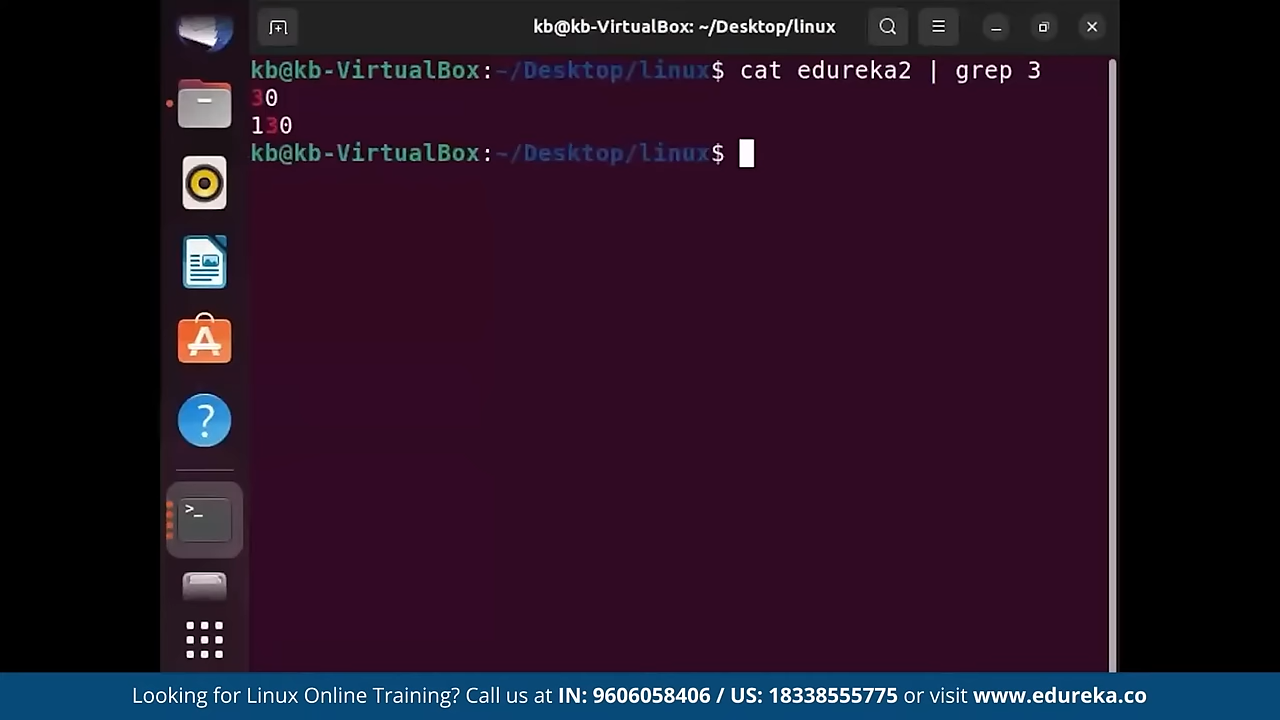 kb@kb-VirtualBox: ~/Desktop/linux
kb@kb-VirtualBox:~/Desktop/linux$ cat edureka2 | grep 3
30
130
kb@kb-VirtualBox:~/Desktop/linux$
?
>_
Looking for Linux Online Training? Call us at IN: 9606058406 / US: 18338555775 or visit www.edureka.co